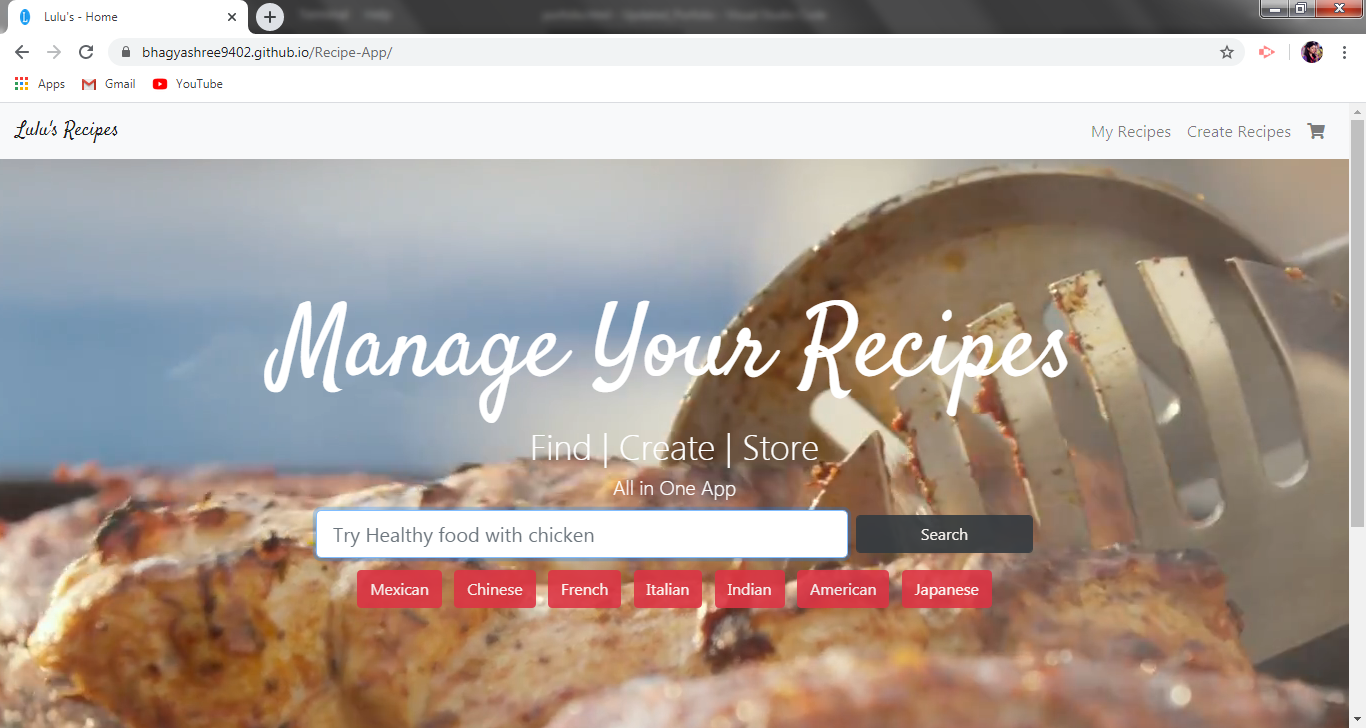 Lulu's - Home
bhagyashree9402.github.io/Recipe-App/
Apps Gmail YouTube
Lulu's Recipes My Recipes Create Recipes
Manage Your Recipes
Find | Create | Store
All in One App
Try Healthy food with chicken Search
Mexican Chinese French Italian Indian American Japanese